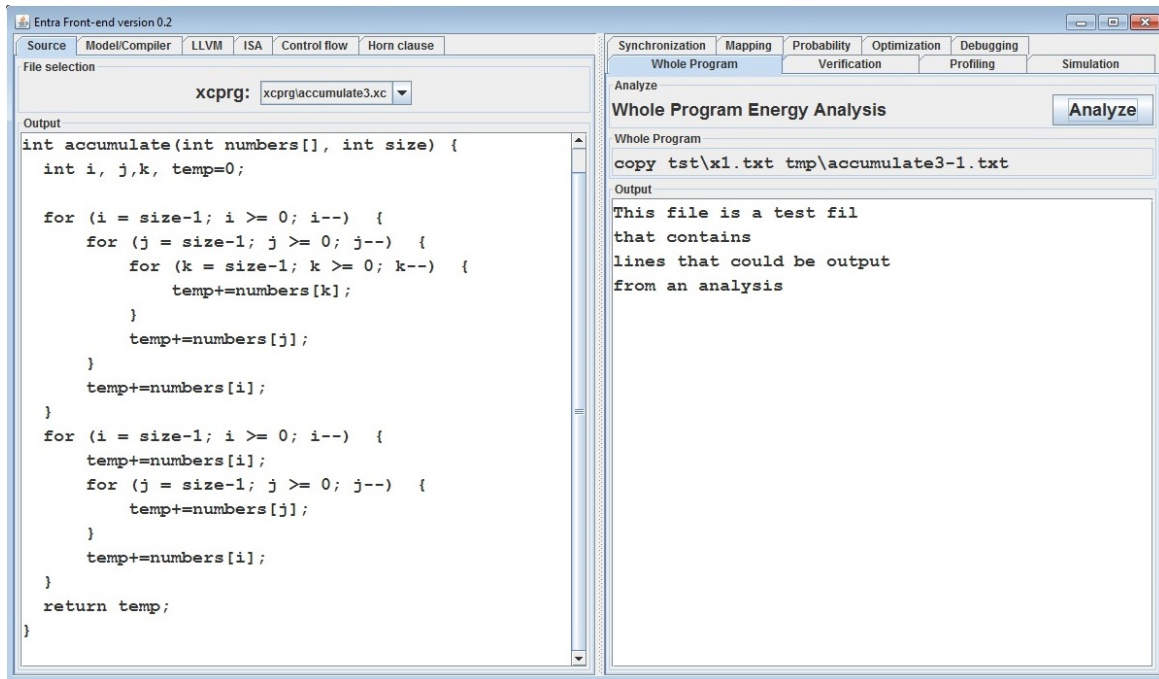 Entra Front-end version 0.2
Source Model/Compiler LLVM ISA Control flow Horn clause
File selection
xcprg: xcprg\accumulate3.xc
Output
int accumulate(int numbers[], int size) {
  int i, j,k, temp=0;
  for (i = size-1; i >= 0; i--)  {
      for (j = size-1; j >= 0; j--)  {
          for (k = size-1; k >= 0; k--)  {
              temp+=numbers[k];
          }
          temp+=numbers[j];
      }
      temp+=numbers[i];
  }
  for (i = size-1; i >= 0; i--)  {
      temp+=numbers[i];
      for (j = size-1; j >= 0; j--)  {
          temp+=numbers[j];
      }
      temp+=numbers[i];
  }
  return temp;
}
Synchronization Mapping Probability Optimization Debugging
Whole Program Verification Profiling Simulation
Analyze
Whole Program Energy Analysis Analyze
Whole Program
copy tst\x1.txt tmp\accumulate3-1.txt
Output
This file is a test fil
that contains
lines that could be output
from an analysis